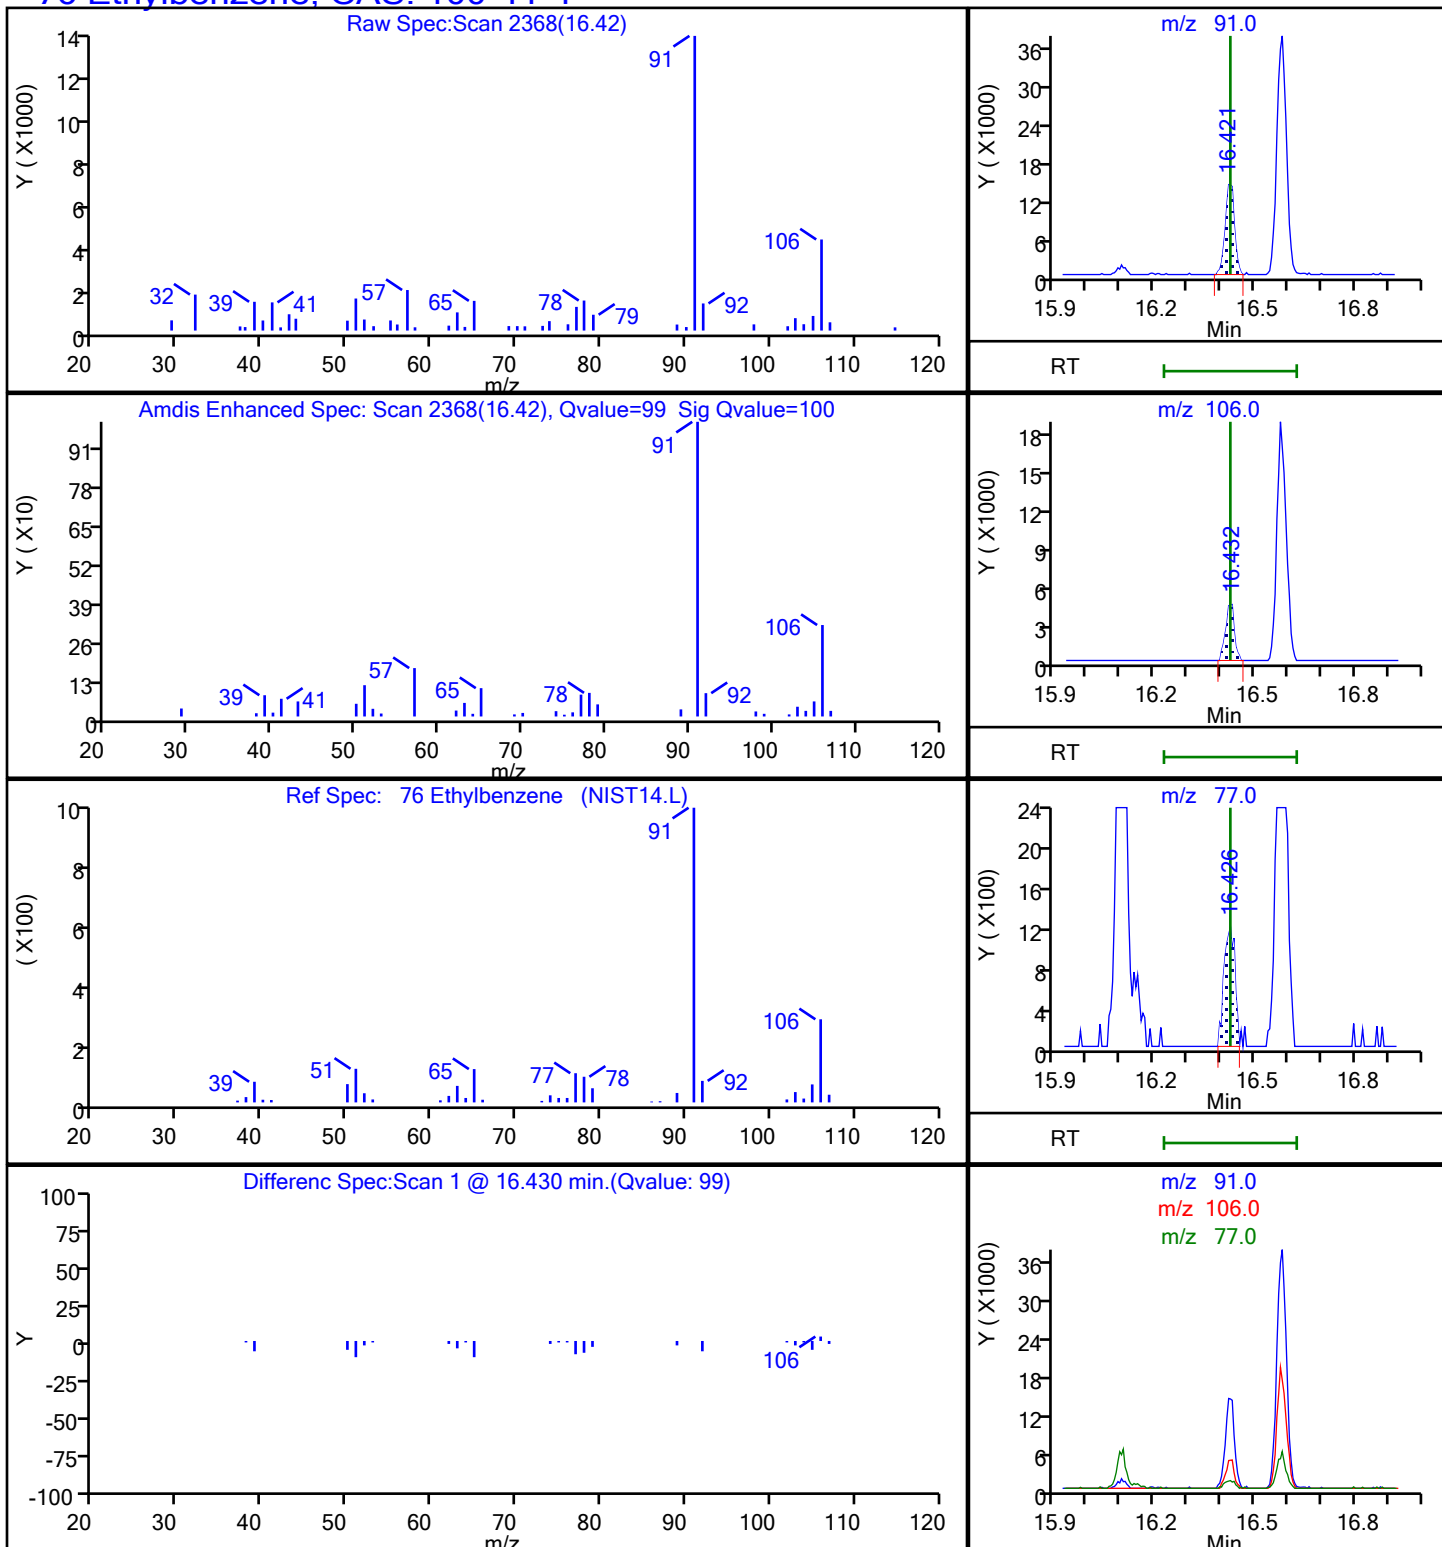 76 Ethylbenzene, CAS: 100-41-4
Raw Spec:Scan 2368(16.42)
Y ( X1000)
14
12
10
8
6
4
2
0
91
106
32
39
41
57
65
78
79
92
20 30 40 50 60 70 80 90 100 110 120
m/z
m/z 91.0
Y ( X1000)
36
30
24
18
12
6
0
16.421
15.9 16.2 16.5 16.8
Min
RT
Amdis Enhanced Spec: Scan 2368(16.42), Qvalue=99 Sig Qvalue=100
Y ( X10)
91
78
65
52
39
26
13
0
91
106
39
41
57
65
78
92
20 30 40 50 60 70 80 90 100 110 120
m/z
m/z 106.0
Y ( X1000)
18
15
12
9
6
3
0
16.432
15.9 16.2 16.5 16.8
Min
RT
Ref Spec: 76 Ethylbenzene (NIST14.L)
( X100)
10
8
6
4
2
0
91
106
39
51
65
77
78
92
20 30 40 50 60 70 80 90 100 110 120
m/z 77.0
Y ( X100)
24
20
16
12
8
4
0
16.426
15.9 16.2 16.5 16.8
Min
RT
Differenc Spec:Scan 1 @ 16.430 min.(Qvalue: 99)
Y
100
75
50
25
0
-25
-50
-75
-100
106
20 30 40 50 60 70 80 90 100 110 120
m/z
m/z 91.0
m/z 106.0
m/z 77.0
Y ( X1000)
36
30
24
18
12
6
0
15.9 16.2 16.5 16.8
Min